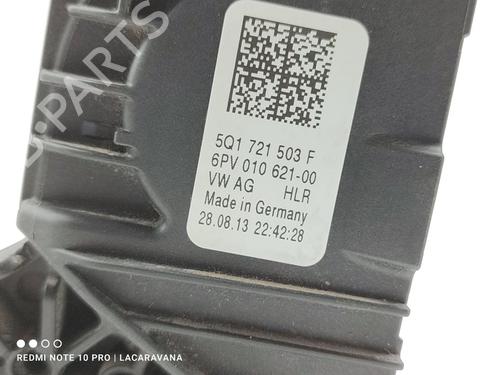 5Q1 721 503 F
6PV 010 621-00
VW AG HLR
Made in Germany
28.08.13 22:42:28
B-PARTS
REDMI NOTE 10 PRO | LACARAVANA